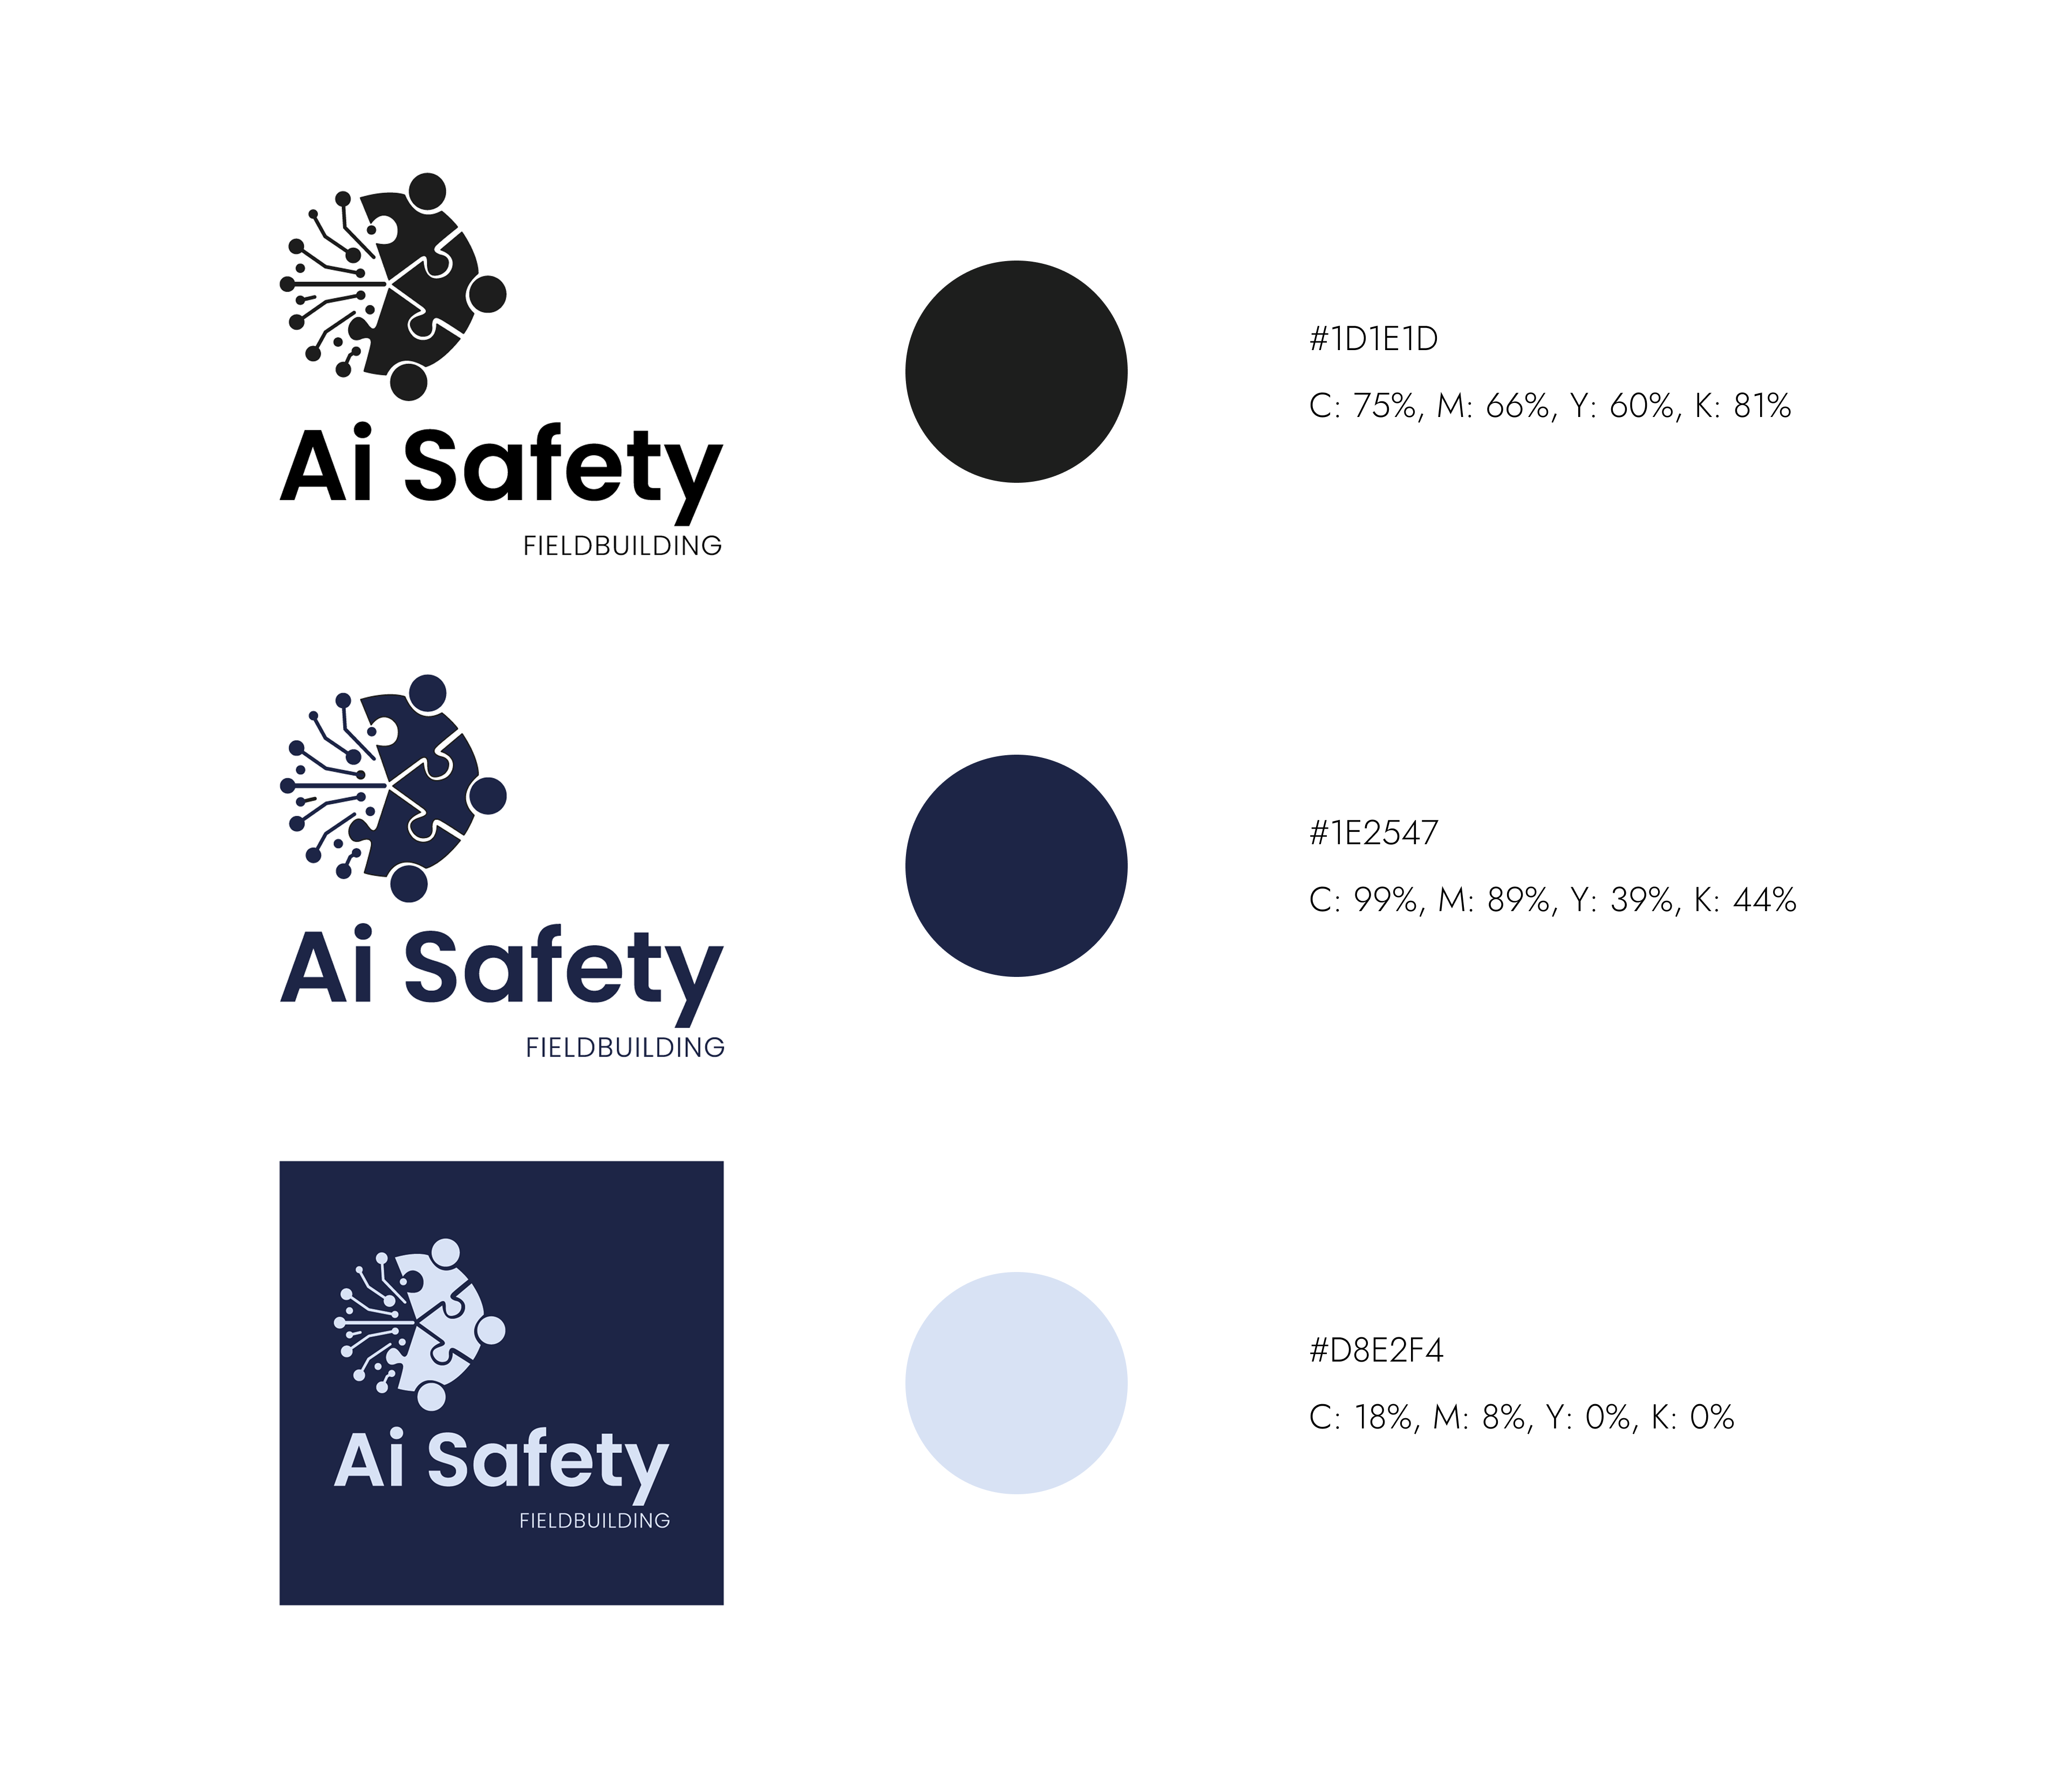 Ai Safety
FIELDBUILDING
#1D1E1D
C: 75%, M: 66%, Y: 60%, K: 81%
Ai Safety
FIELDBUILDING
#1E2547
C: 99%, M: 89%, Y: 39%, K: 44%
Ai Safety
FIELDBUILDING
#D8E2F4
C: 18%, M: 8%, Y: 0%, K: 0%